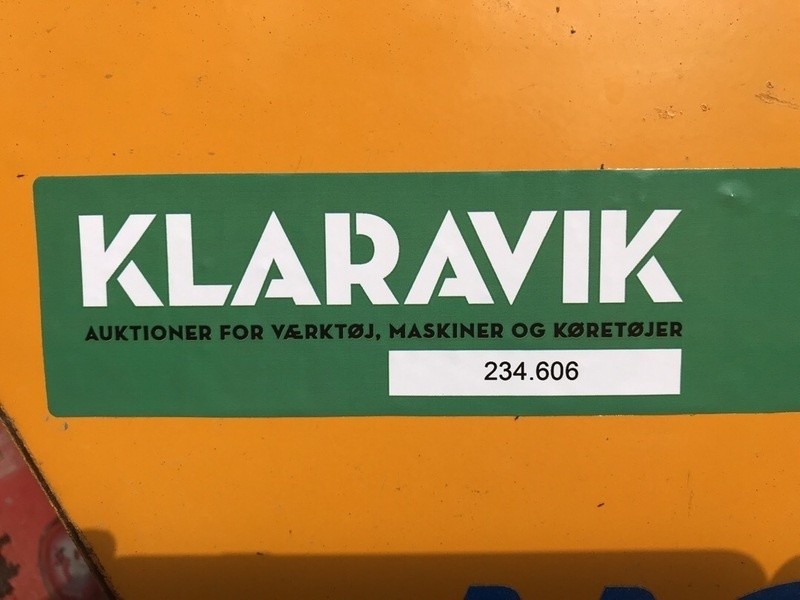 KLARAVIK
AUKTIONER FOR VÆRKTØJ, MASKINER OG KØRETØJER
234.606